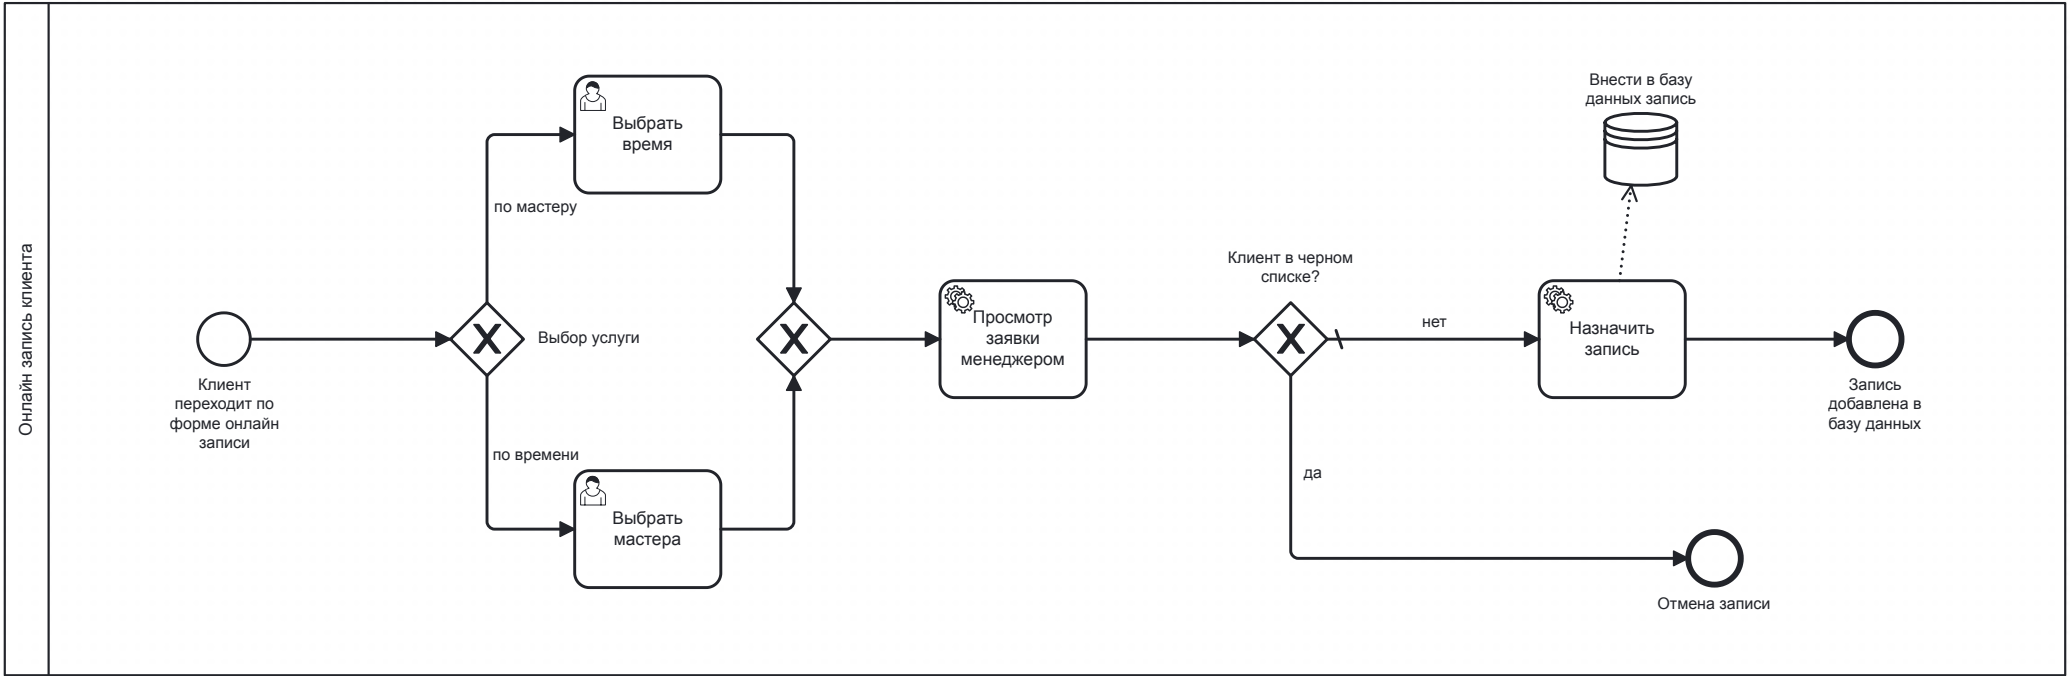 Онлайн запись клиента
Клиент
переходит по
форме онлайн
записи
Выбор услуги
по мастеру
Выбрать
время
по времени
Выбрать
мастера
Просмотр
заявки
менеджером
Клиент в черном
списке?
нет
да
Внести в базу
данных запись
Назначить
запись
Запись
добавлена в
базу данных
Отмена записи